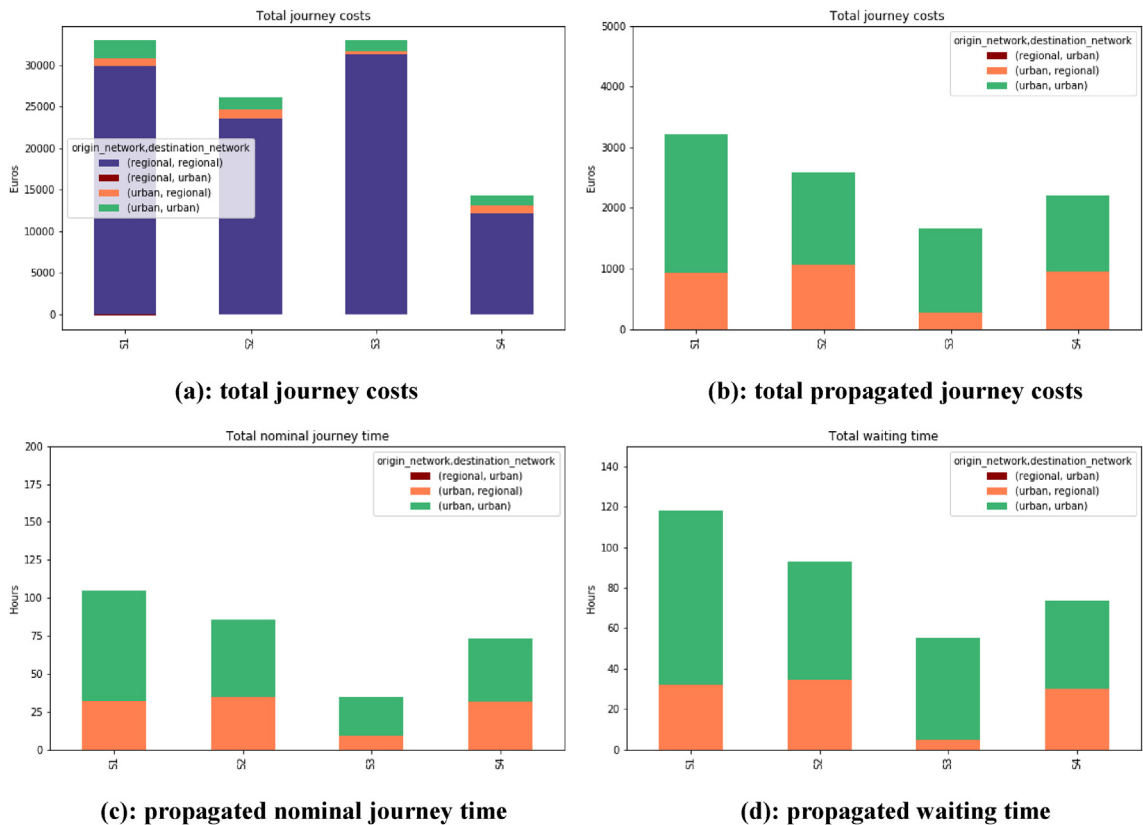 Total journey costs
Euros
30000
25000
20000
15000
10000
5000
0
origin_network,destination_network
(regional, regional)
(regional, urban)
(urban, regional)
(urban, urban)
S1
S2
S3
S4
(a): total journey costs
Total journey costs
Euros
5000
4000
3000
2000
1000
0
origin_network,destination_network
(regional, urban)
(urban, regional)
(urban, urban)
S1
S2
S3
S4
(b): total propagated journey costs
Total nominal journey time
Hours
200
175
150
125
100
75
50
25
0
origin_network,destination_network
(regional, urban)
(urban, regional)
(urban, urban)
S1
S2
S3
S4
(c): propagated nominal journey time
Total waiting time
Hours
140
120
100
80
60
40
20
0
origin_network,destination_network
(regional, urban)
(urban, regional)
(urban, urban)
S1
S2
S3
S4
(d): propagated waiting time